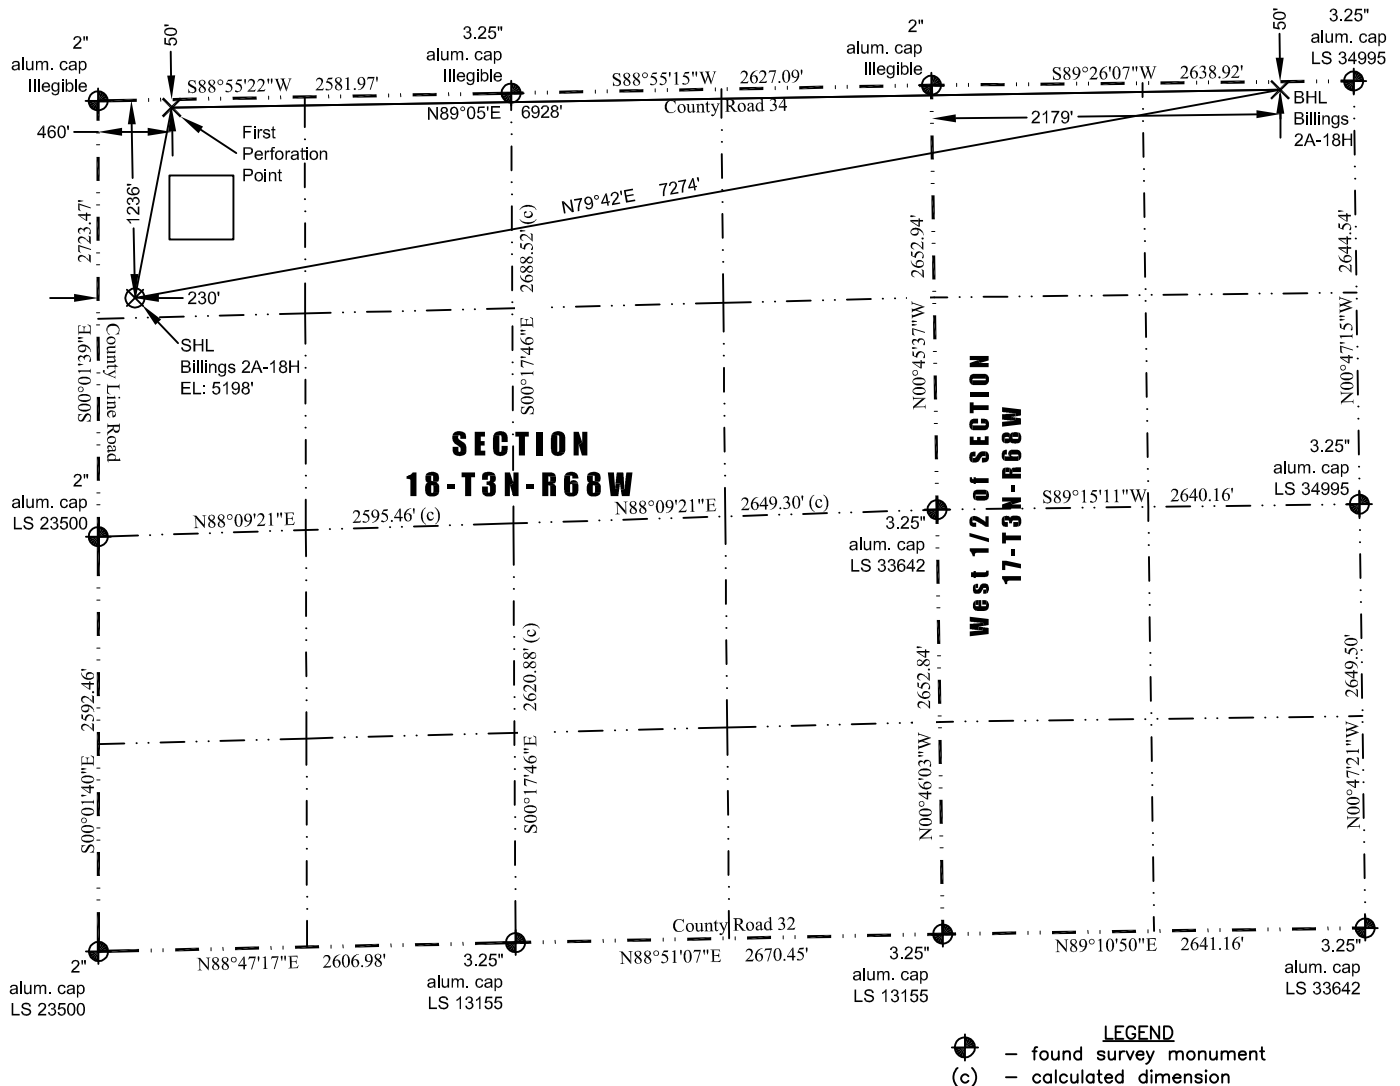 2"
alum. cap
Illegible
50'
3.25"
alum. cap
Illegible
2"
alum. cap
Illegible
50'
3.25"
alum. cap
LS 34995
S88°55'22"W 2581.97'
S88°55'15"W 2627.09'
S89°26'07"W 2638.92'
N89°05'E 6928'
County Road 34
BHL
Billings
2A-18H
460'
First
Perforation
Point
2179'
1236'
N79°42'E 7274'
2723.47'
2688.52' (c)
2652.94'
2644.54'
230'
SHL
Billings 2A-18H
EL: 5198'
S00°01'39"E
County Line Road
S00°17'46"E
N00°45'37"W
N00°47'15"W
SECTION
18-T3N-R68W
West 1/2 of SECTION
17-T3N-R68W
2"
alum. cap
LS 23500
3.25"
alum. cap
LS 34995
N88°09'21"E 2595.46' (c)
N88°09'21"E 2649.30' (c)
S89°15'11"W 2640.16'
3.25"
alum. cap
LS 33642
2592.46'
2620.88' (c)
2652.84'
2649.50'
S00°01'40"E
S00°17'46"E
N00°46'03"W
N00°47'21"W
County Road 32
2"
alum. cap
LS 23500
N88°47'17"E 2606.98'
3.25"
alum. cap
LS 13155
N88°51'07"E 2670.45'
3.25"
alum. cap
LS 13155
N89°10'50"E 2641.16'
3.25"
alum. cap
LS 33642
LEGEND
– found survey monument
(c) – calculated dimension